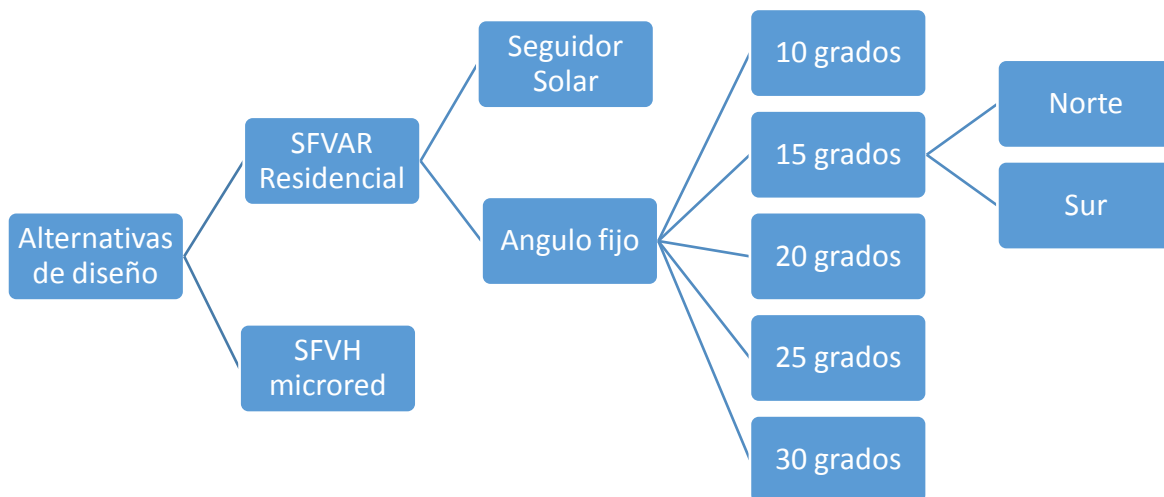 Alternativas
de diseño
SFVAR
Residencial
SFVH
microred
Seguidor
Solar
Angulo fijo
10 grados
15 grados
20 grados
25 grados
30 grados
Norte
Sur